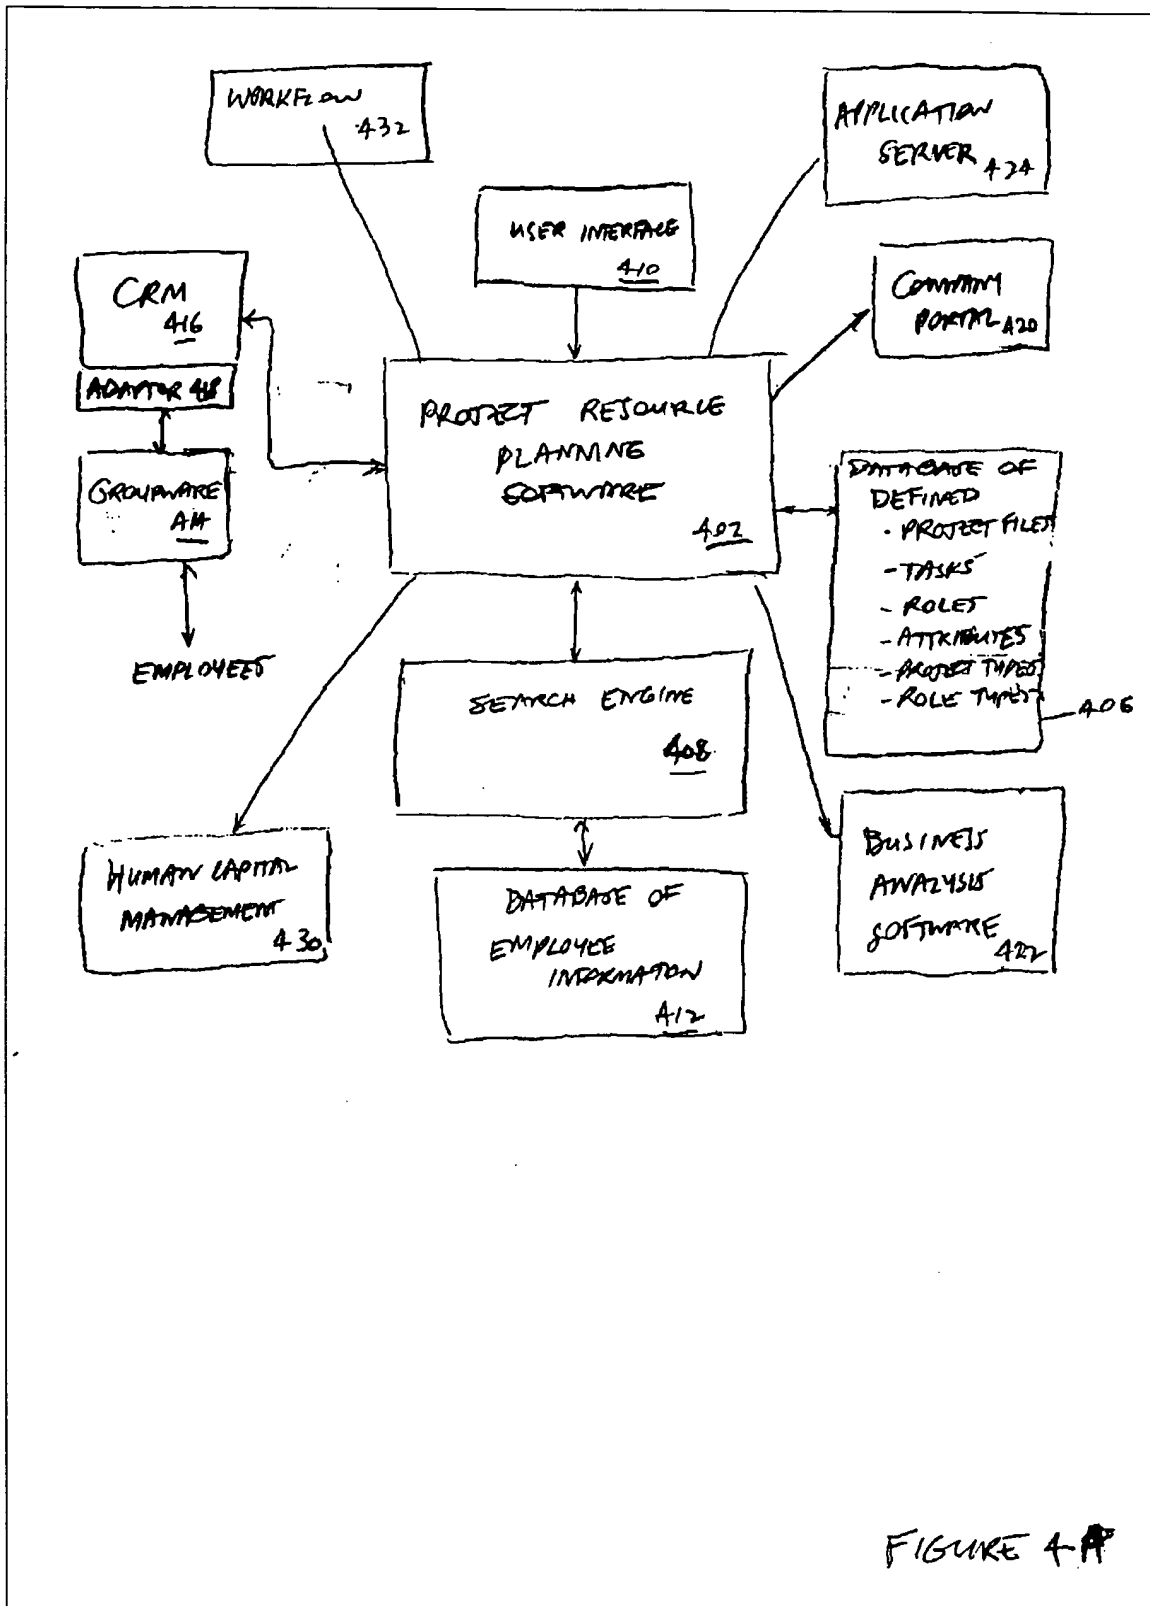 WORKFLOW
432
APPLICATION
SERVER
424
USER INTERFACE
410
CRM
416
ADAPTOR 418
COMPANY
PORTAL 420
PROJECT RESOURCE
PLANNING
SOFTWARE
402
GROUPWARE
414
EMPLOYEES
DATABASE OF
DEFINED
- PROJECT FILES
- TASKS
- ROLES
- ATTRIBUTES
- PROJECT TYPES
- ROLE TYPES
406
SEARCH ENGINE
408
HUMAN CAPITAL
MANAGEMENT
430
DATABASE OF
EMPLOYEE
INFORMATION
412
BUSINESS
ANALYSIS
SOFTWARE
422
FIGURE 4A